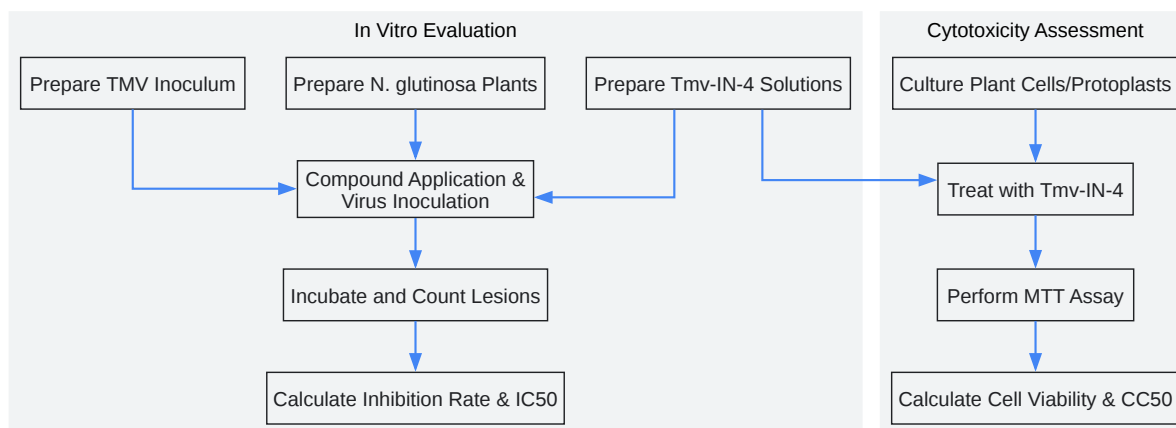 In Vitro Evaluation
Prepare TMV Inoculum
Prepare N. glutinosa Plants
Prepare Tmv-IN-4 Solutions
Compound Application &
Virus Inoculation
Incubate and Count Lesions
Calculate Inhibition Rate & IC50
Cytotoxicity Assessment
Culture Plant Cells/Protoplasts
Treat with Tmv-IN-4
Perform MTT Assay
Calculate Cell Viability & CC50